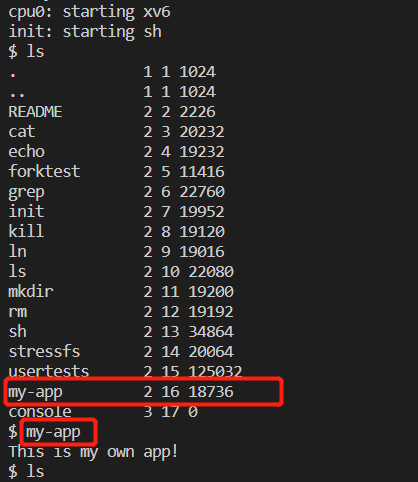 cpu0: starting xv6
init: starting sh
$ ls
. 1 1 1024
.. 1 1 1024
README 2 2 2226
cat 2 3 20232
echo 2 4 19232
forktest 2 5 11416
grep 2 6 22760
init 2 7 19952
kill 2 8 19120
ln 2 9 19016
ls 2 10 22080
mkdir 2 11 19200
rm 2 12 19192
sh 2 13 34864
stressfs 2 14 20064
usertests 2 15 125032
my-app 2 16 18736
console 3 17 0
$ my-app
This is my own app!
$ ls